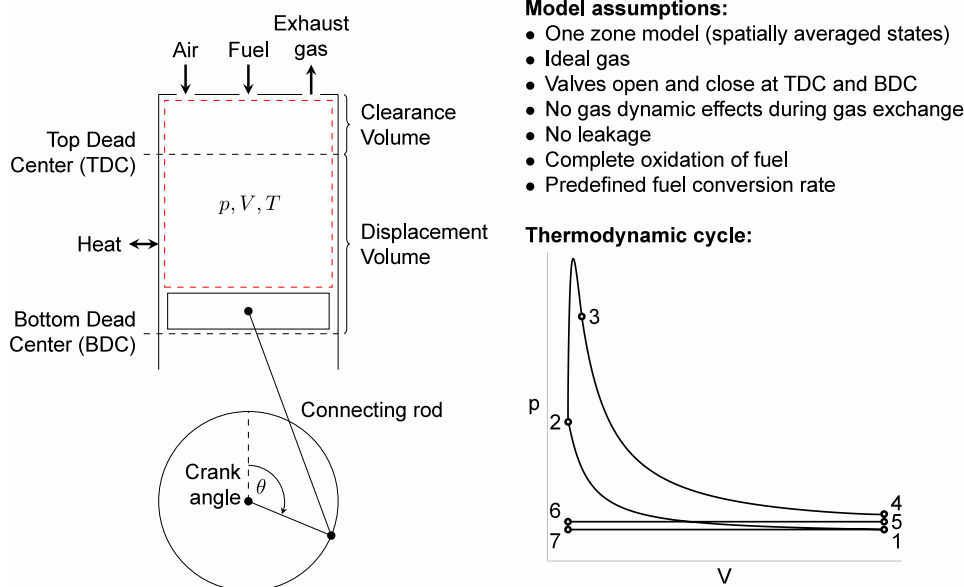 Air
Fuel
Exhaust
gas
Clearance
Volume
Top Dead
Center (TDC)
p, V, T
Heat
Displacement
Volume
Bottom Dead
Center (BDC)
Connecting rod
Crank
angle
θ
Model assumptions:
• One zone model (spatially averaged states)
• Ideal gas
• Valves open and close at TDC and BDC
• No gas dynamic effects during gas exchange
• No leakage
• Complete oxidation of fuel
• Predefined fuel conversion rate
Thermodynamic cycle:
3
p
2
4
6
5
7
1
V